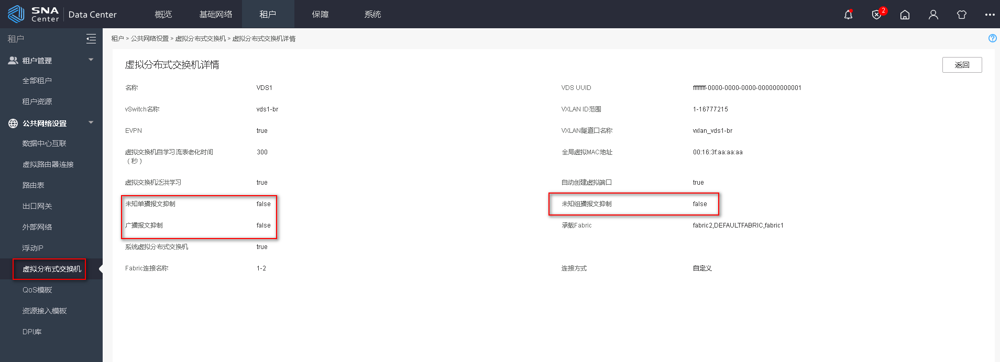 SNA Center Data Center 概览 基础网络 租户 保障 系统 2
租户
租户管理
全部租户
租户资源
公共网络设置
数据中心互联
虚拟路由器连接
路由表
出口网关
外部网络
浮动IP
虚拟分布式交换机
QoS模板
资源接入模板
DPI库
租户 > 公共网络设置 > 虚拟分布式交换机 > 虚拟分布式交换机详情
虚拟分布式交换机详情 返回
名称 VDS1 VDS UUID ffffffff-0000-0000-0000-000000000001
vSwitch名称 vds1-br VXLAN ID范围 1-16777215
EVPN true VXLAN隧道口名称 vxlan_vds1-br
虚拟交换机自学习流表老化时间 300 全局虚拟MAC地址 00:16:3f:aa:aa:aa
（秒）
虚拟交换机泛洪学习 true 自动创建虚拟端口 true
未知单播报文抑制 false 未知组播报文抑制 false
广播报文抑制 false 承载Fabric fabric2,DEFAULTFABRIC,fabric1
系统虚拟分布式交换机 true
Fabric连接名称 1-2 连接方式 自定义